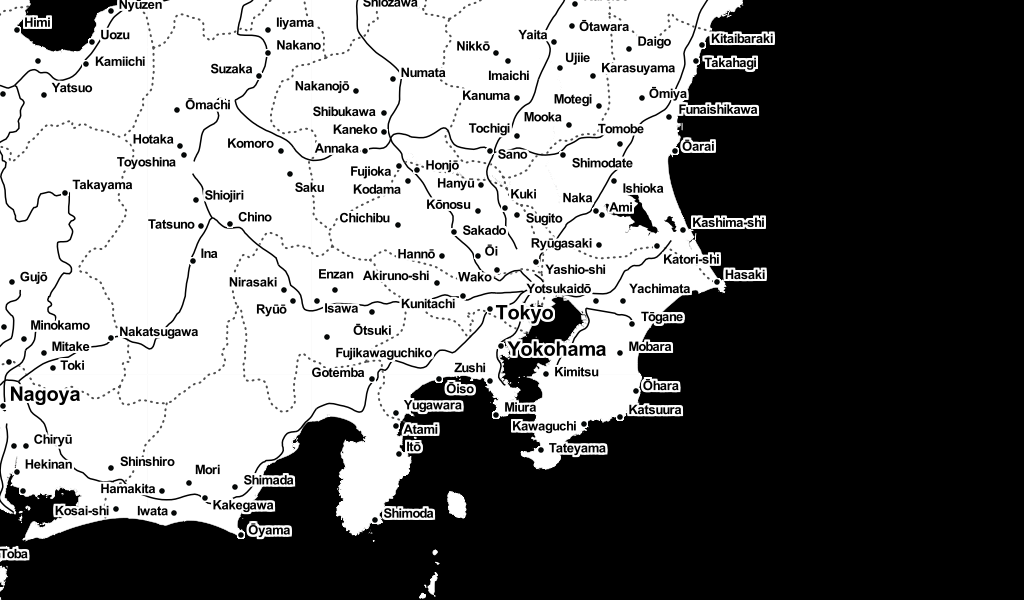 Nyūzen
Shiozawa
Himi
Iiyama
Ōtawara
Yaita
Uozu
Nakano
Nikkō
Daigo
Kitaibaraki
Kamiichi
Suzaka
Numata
Imaichi
Ujiie
Karasuyama
Takahagi
Yatsuo
Nakanojō
Kanuma
Motegi
Ōmiya
Ōmachi
Shibukawa
Mooka
Funaishikawa
Kaneko
Tochigi
Tomobe
Hotaka
Komoro
Annaka
Sano
Ōarai
Toyoshina
Fujioka
Honjō
Shimodate
Takayama
Saku
Kodama
Hanyū
Ishioka
Shiojiri
Kōnosu
Kuki
Naka
Ami
Tatsuno
Chino
Chichibu
Sugito
Kashima-shi
Sakado
Ryūgasaki
Ina
Hannō
Ōi
Katori-shi
Gujō
Nirasaki
Enzan
Akiruno-shi
Wako
Yashio-shi
Hasaki
Ryūō
Isawa
Kunitachi
Yotsukaidō
Yachimata
Minokamo
Nakatsugawa
Ōtsuki
Tokyo
Tōgane
Mitake
Fujikawaguchiko
Yokohama
Mobara
Toki
Gotemba
Zushi
Kimitsu
Nagoya
Ōiso
Ōhara
Yugawara
Miura
Katsuura
Atami
Kawaguchi
Chiryū
Itō
Tateyama
Hekinan
Shinshiro
Mori
Hamakita
Shimada
Kosai-shi
Iwata
Kakegawa
Shimoda
Ōyama
Toba